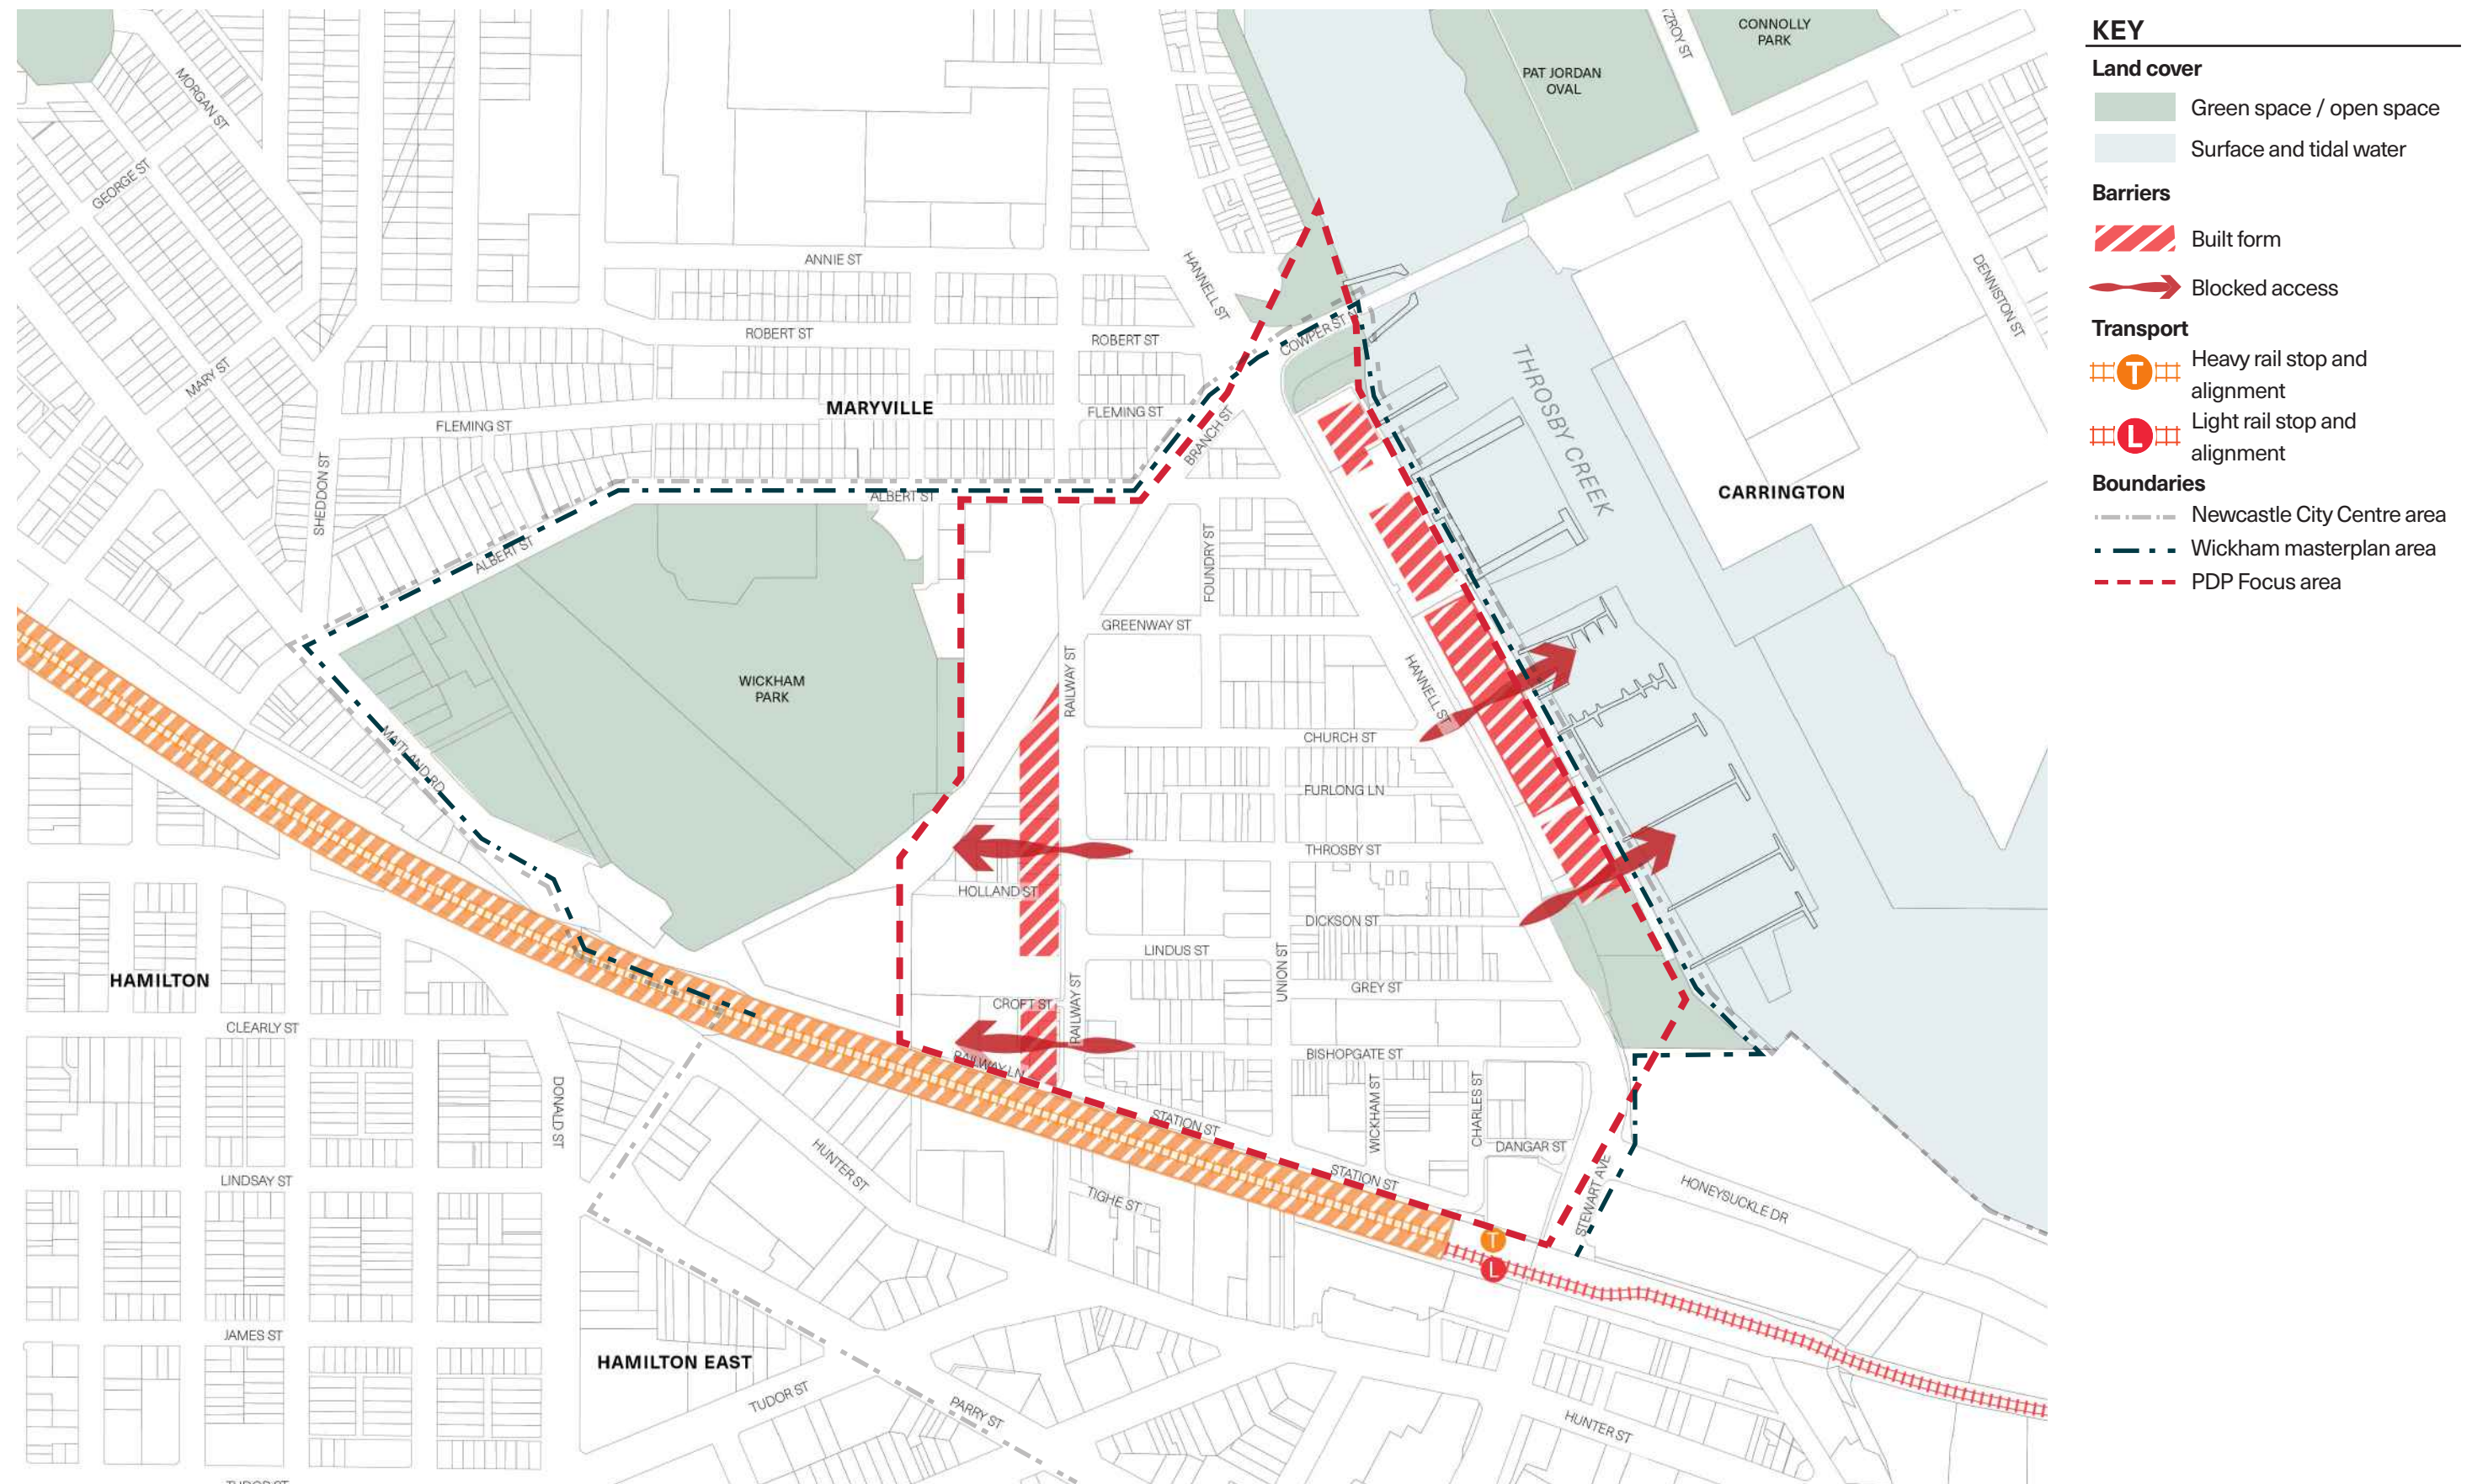 CONNOLLY
PARK
ZROY ST
PAT JORDAN
OVAL
MORGAN ST
GEORGE ST
ANNIE ST
HANNELL ST
DENNISTON ST
ROBERT ST
ROBERT ST
COWPER ST N
MARY ST
MARYVILLE
FLEMING ST
FLEMING ST
BRANCH ST
THROSBY CREEK
SHEDDON ST
ALBERT ST
ALBERT ST
CARRINGTON
FOUNDRY ST
GREENWAY ST
WICKHAM
PARK
RAILWAY ST
HANNELL ST
MAITLAND RD
CHURCH ST
FURLONG LN
THROSBY ST
HOLLAND ST
DICKSON ST
LINDUS ST
UNION ST
HAMILTON
GREY ST
CROFT ST
RAILWAY ST
CLEARLY ST
RAILWAY LN
BISHOPGATE ST
DONALD ST
WICKHAM ST
CHARLES ST
STATION ST
DANGAR ST
HUNTER ST
STATION ST
LINDSAY ST
TIGHE ST
STEWART AVE
HONEYSUCKLE DR
T
L
JAMES ST
HAMILTON EAST
TUDOR ST
PARRY ST
HUNTER ST
TUDOR ST
KEY
Land cover
Green space / open space
Surface and tidal water
Barriers
Built form
Blocked access
Transport
T
Heavy rail stop and
alignment
L
Light rail stop and
alignment
Boundaries
Newcastle City Centre area
Wickham masterplan area
PDP Focus area